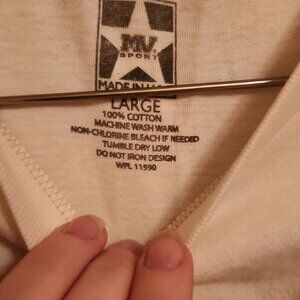 MV
SPORT
MADE IN U.S.A.
LARGE
100% COTTON
MACHINE WASH WARM
NON-CHLORINE BLEACH IF NEEDED
TUMBLE DRY LOW
DO NOT IRON DESIGN
WPL 11590